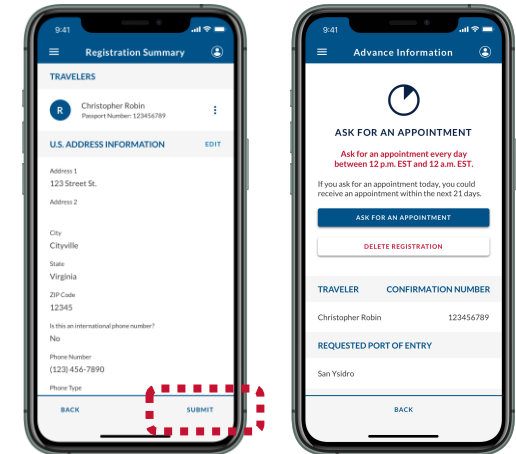 9:41
Registration Summary
TRAVELERS
R
Christopher Robin
Passport Number: 123456789
U.S. ADDRESS INFORMATION EDIT
Address 1
123 Street St.
Address 2
City
Cityville
State
Virginia
ZIP Code
12345
Is this an international phone number?
No
Phone Number
(123) 456-7890
Phone Type
BACK SUBMIT
9:41
Advance Information
ASK FOR AN APPOINTMENT
Ask for an appointment every day
between 12 p.m. EST and 12 a.m. EST.
If you ask for an appointment today, you could
receive an appointment within the next 21 days.
ASK FOR AN APPOINTMENT
DELETE REGISTRATION
TRAVELER CONFIRMATION NUMBER
Christopher Robin 123456789
REQUESTED PORT OF ENTRY
San Ysidro
BACK